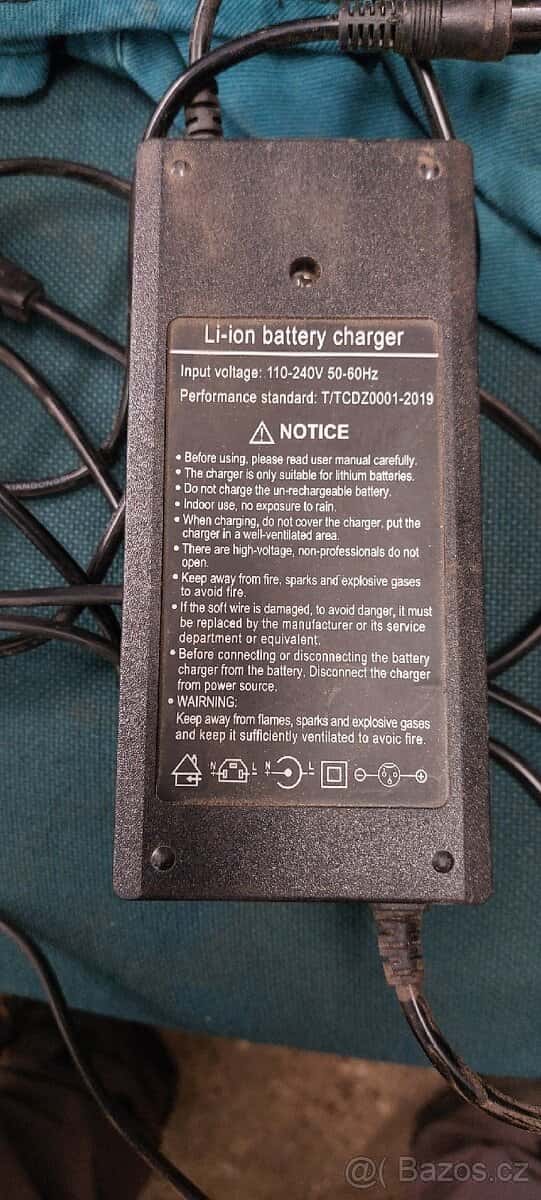 Li-ion battery charger
Input voltage: 110-240V 50-60Hz
Performance standard: T/TCDZ0001-2019
⚠ NOTICE
• Before using, please read user manual carefully.
• The charger is only suitable for lithium batteries.
• Do not charge the un-rechargeable battery.
• Indoor use, no exposure to rain.
• When charging, do not cover the charger, put the
charger in a well-ventilated area.
• There are high-voltage, non-professionals do not
open.
• Keep away from fire, sparks and explosive gases
to avoid fire.
• If the soft wire is damaged, to avoid danger, it must
be replaced by the manufacturer or its service
department or equivalent.
• Before connecting or disconnecting the battery
charger from the battery. Disconnect the charger
from power source.
• WAIRNING:
Keep away from flames, sparks and explosive gases
and keep it sufficiently ventilated to avoic fire.
N L N L
@( Bazos.cz